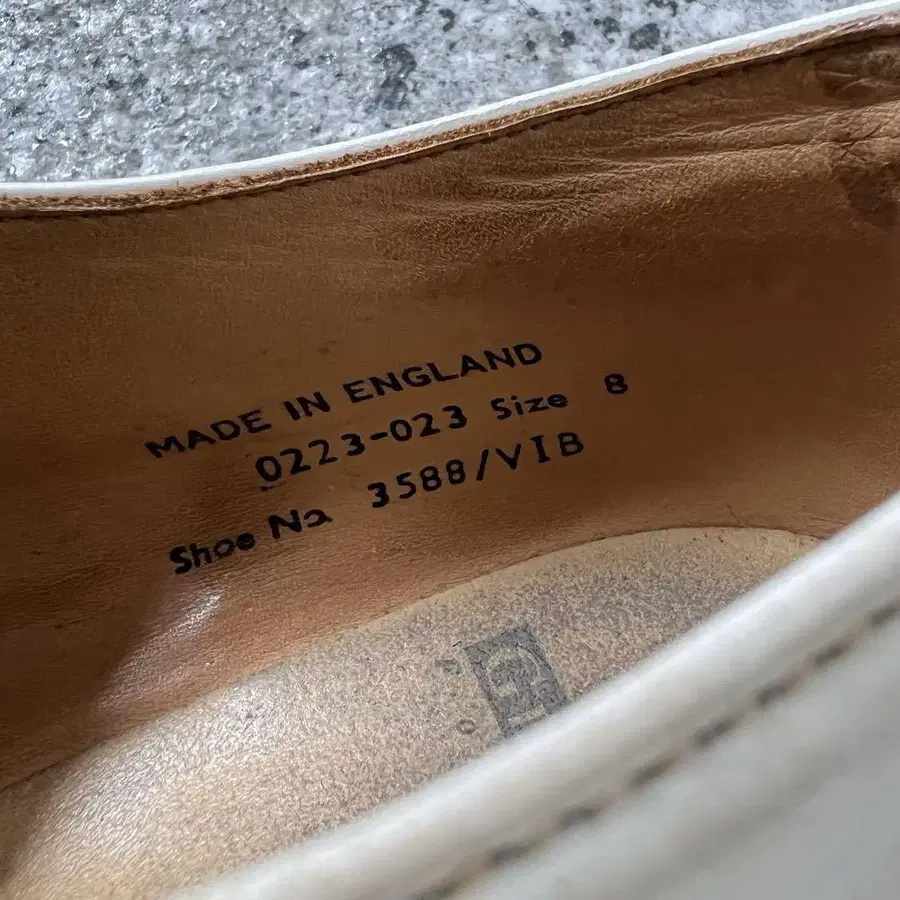 MADE IN ENGLAND
0223-023 Size 8
Shoe No 3588/VIB